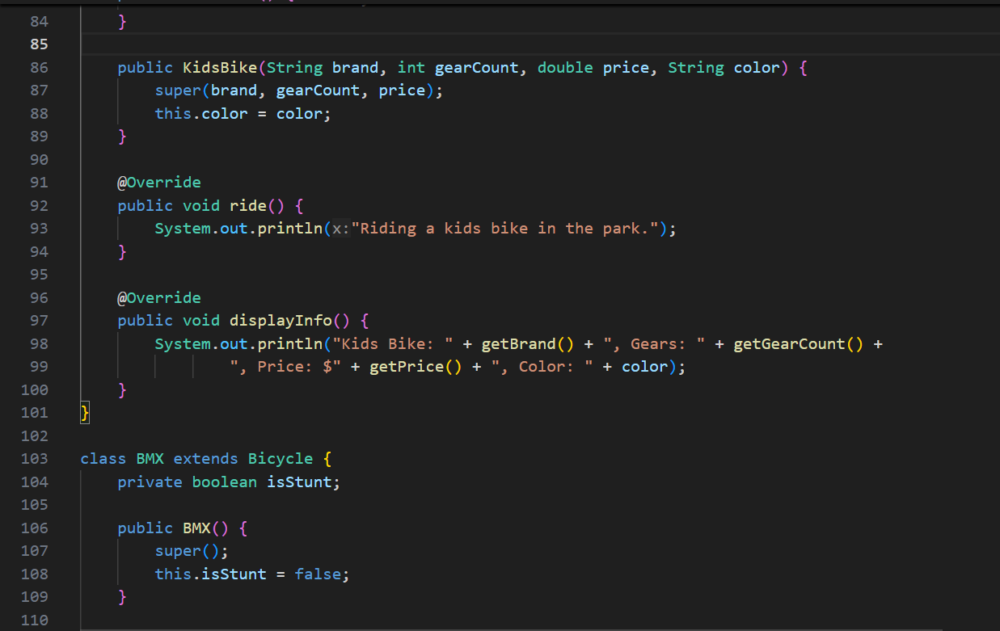 84 }
85
86 public KidsBike(String brand, int gearCount, double price, String color) {
87 super(brand, gearCount, price);
88 this.color = color;
89 }
90
91 @Override
92 public void ride() {
93 System.out.println(x:"Riding a kids bike in the park.");
94 }
95
96 @Override
97 public void displayInfo() {
98 System.out.println("Kids Bike: " + getBrand() + ", Gears: " + getGearCount() +
99 ", Price: $" + getPrice() + ", Color: " + color);
100 }
101 }
102
103 class BMX extends Bicycle {
104 private boolean isStunt;
105
106 public BMX() {
107 super();
108 this.isStunt = false;
109 }
110